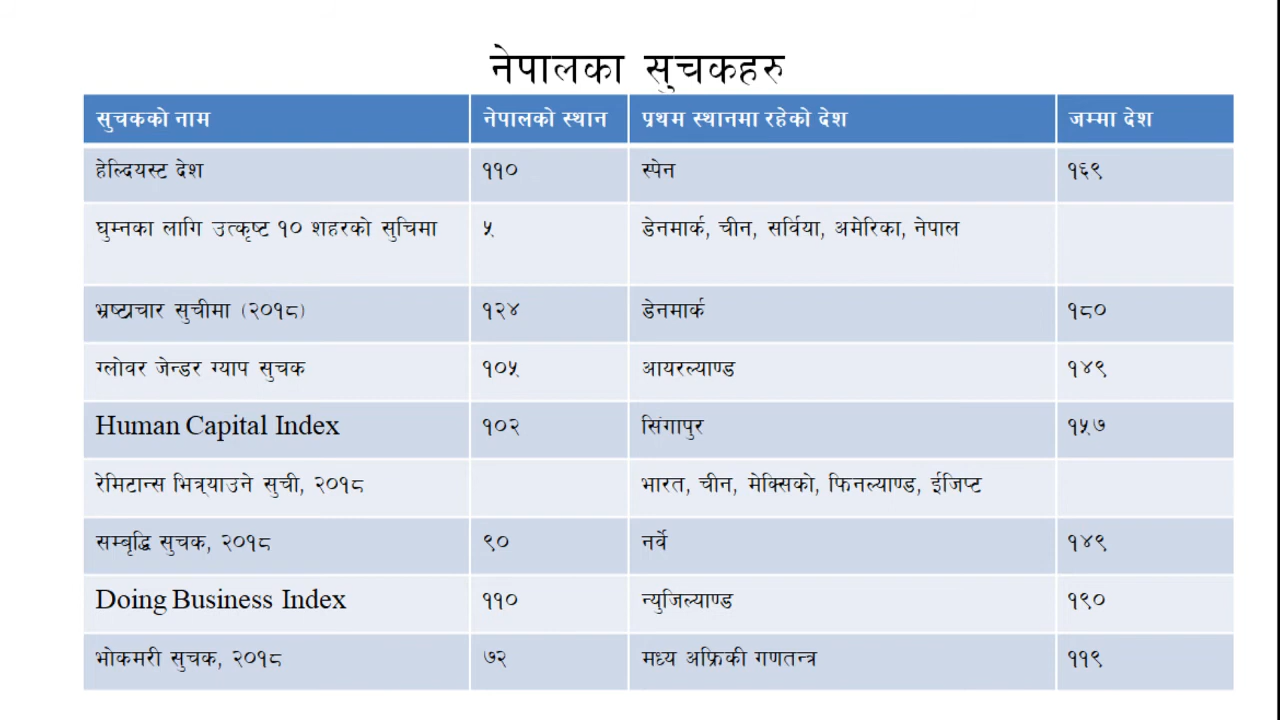 नेपालका सुचकहरु
सुचकको नाम नेपालको स्थान प्रथम स्थानमा रहेको देश जम्मा देश
हेल्दियस्ट देश ११० स्पेन १६९
घुम्नका लागि उत्कृष्ट १० शहरको सुचिमा ५ डेनमार्क, चीन, सर्विया, अमेरिका, नेपाल
भ्रष्टाचार सुचीमा (२०१८) १२४ डेनमार्क १८०
ग्लोवर जेन्डर ग्याप सुचक १०५ आयरल्याण्ड १४९
Human Capital Index १०२ सिंगापुर १५७
रेमिटान्स भित्र्याउने सुची, २०१८ भारत, चीन, मेक्सिको, फिनल्याण्ड, ईजिप्ट
सम्बृद्धि सुचक, २०१८ ९० नर्वे १४९
Doing Business Index ११० न्युजिल्याण्ड १९०
भोकमरी सुचक, २०१८ ७२ मध्य अफ्रिकी गणतन्त्र ११९